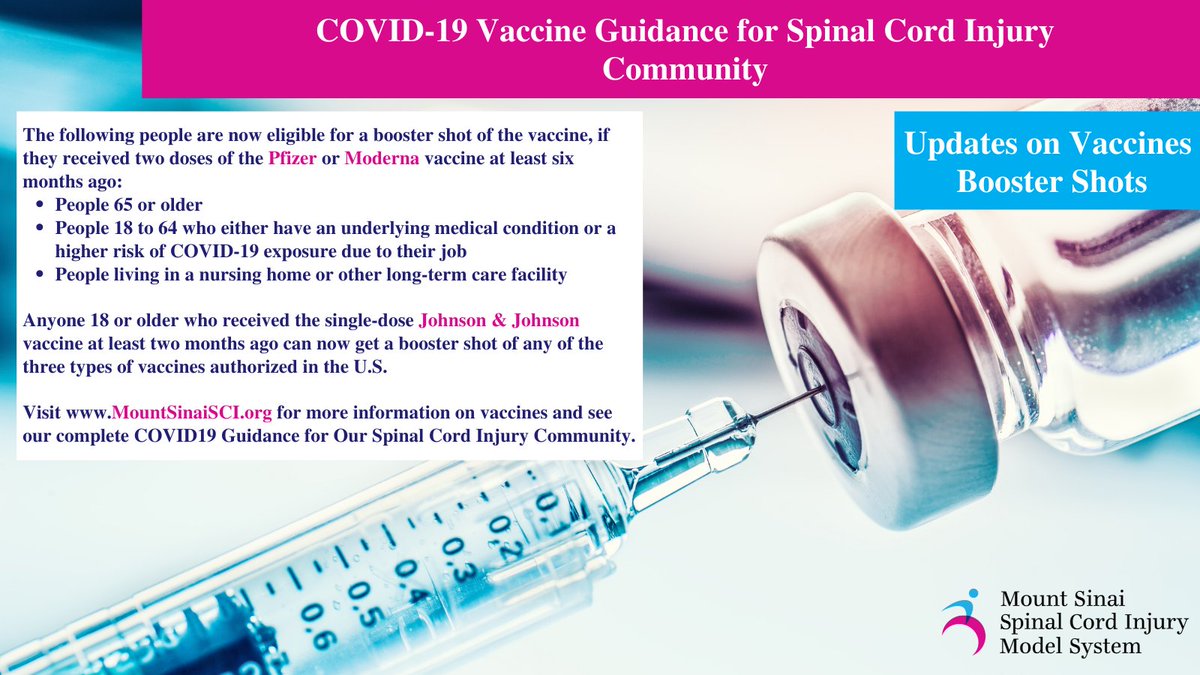 COVID-19 Vaccine Guidance for Spinal Cord Injury
Community
Updates on Vaccines
Booster Shots
The following people are now eligible for a booster shot of the vaccine, if
they received two doses of the Pfizer or Moderna vaccine at least six
months ago:
• People 65 or older
• People 18 to 64 who either have an underlying medical condition or a
higher risk of COVID-19 exposure due to their job
• People living in a nursing home or other long-term care facility
Anyone 18 or older who received the single-dose Johnson & Johnson
vaccine at least two months ago can now get a booster shot of any of the
three types of vaccines authorized in the U.S.
Visit www.MountSinaiSCI.org for more information on vaccines and see
our complete COVID19 Guidance for Our Spinal Cord Injury Community.
0.1
0,2
0.3
0.4
0.5
0.6
Mount Sinai
Spinal Cord Injury
Model System